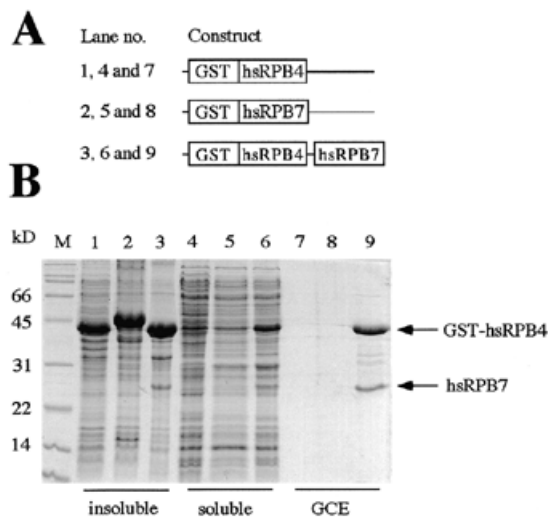 A
Lane no. Construct
1, 4 and 7 GST hsRPB4
2, 5 and 8 GST hsRPB7
3, 6 and 9 GST hsRPB4 hsRPB7
B
kD M 1 2 3 4 5 6 7 8 9
66
45
GST-hsRPB4
31
hsRPB7
22
14
insoluble soluble GCE